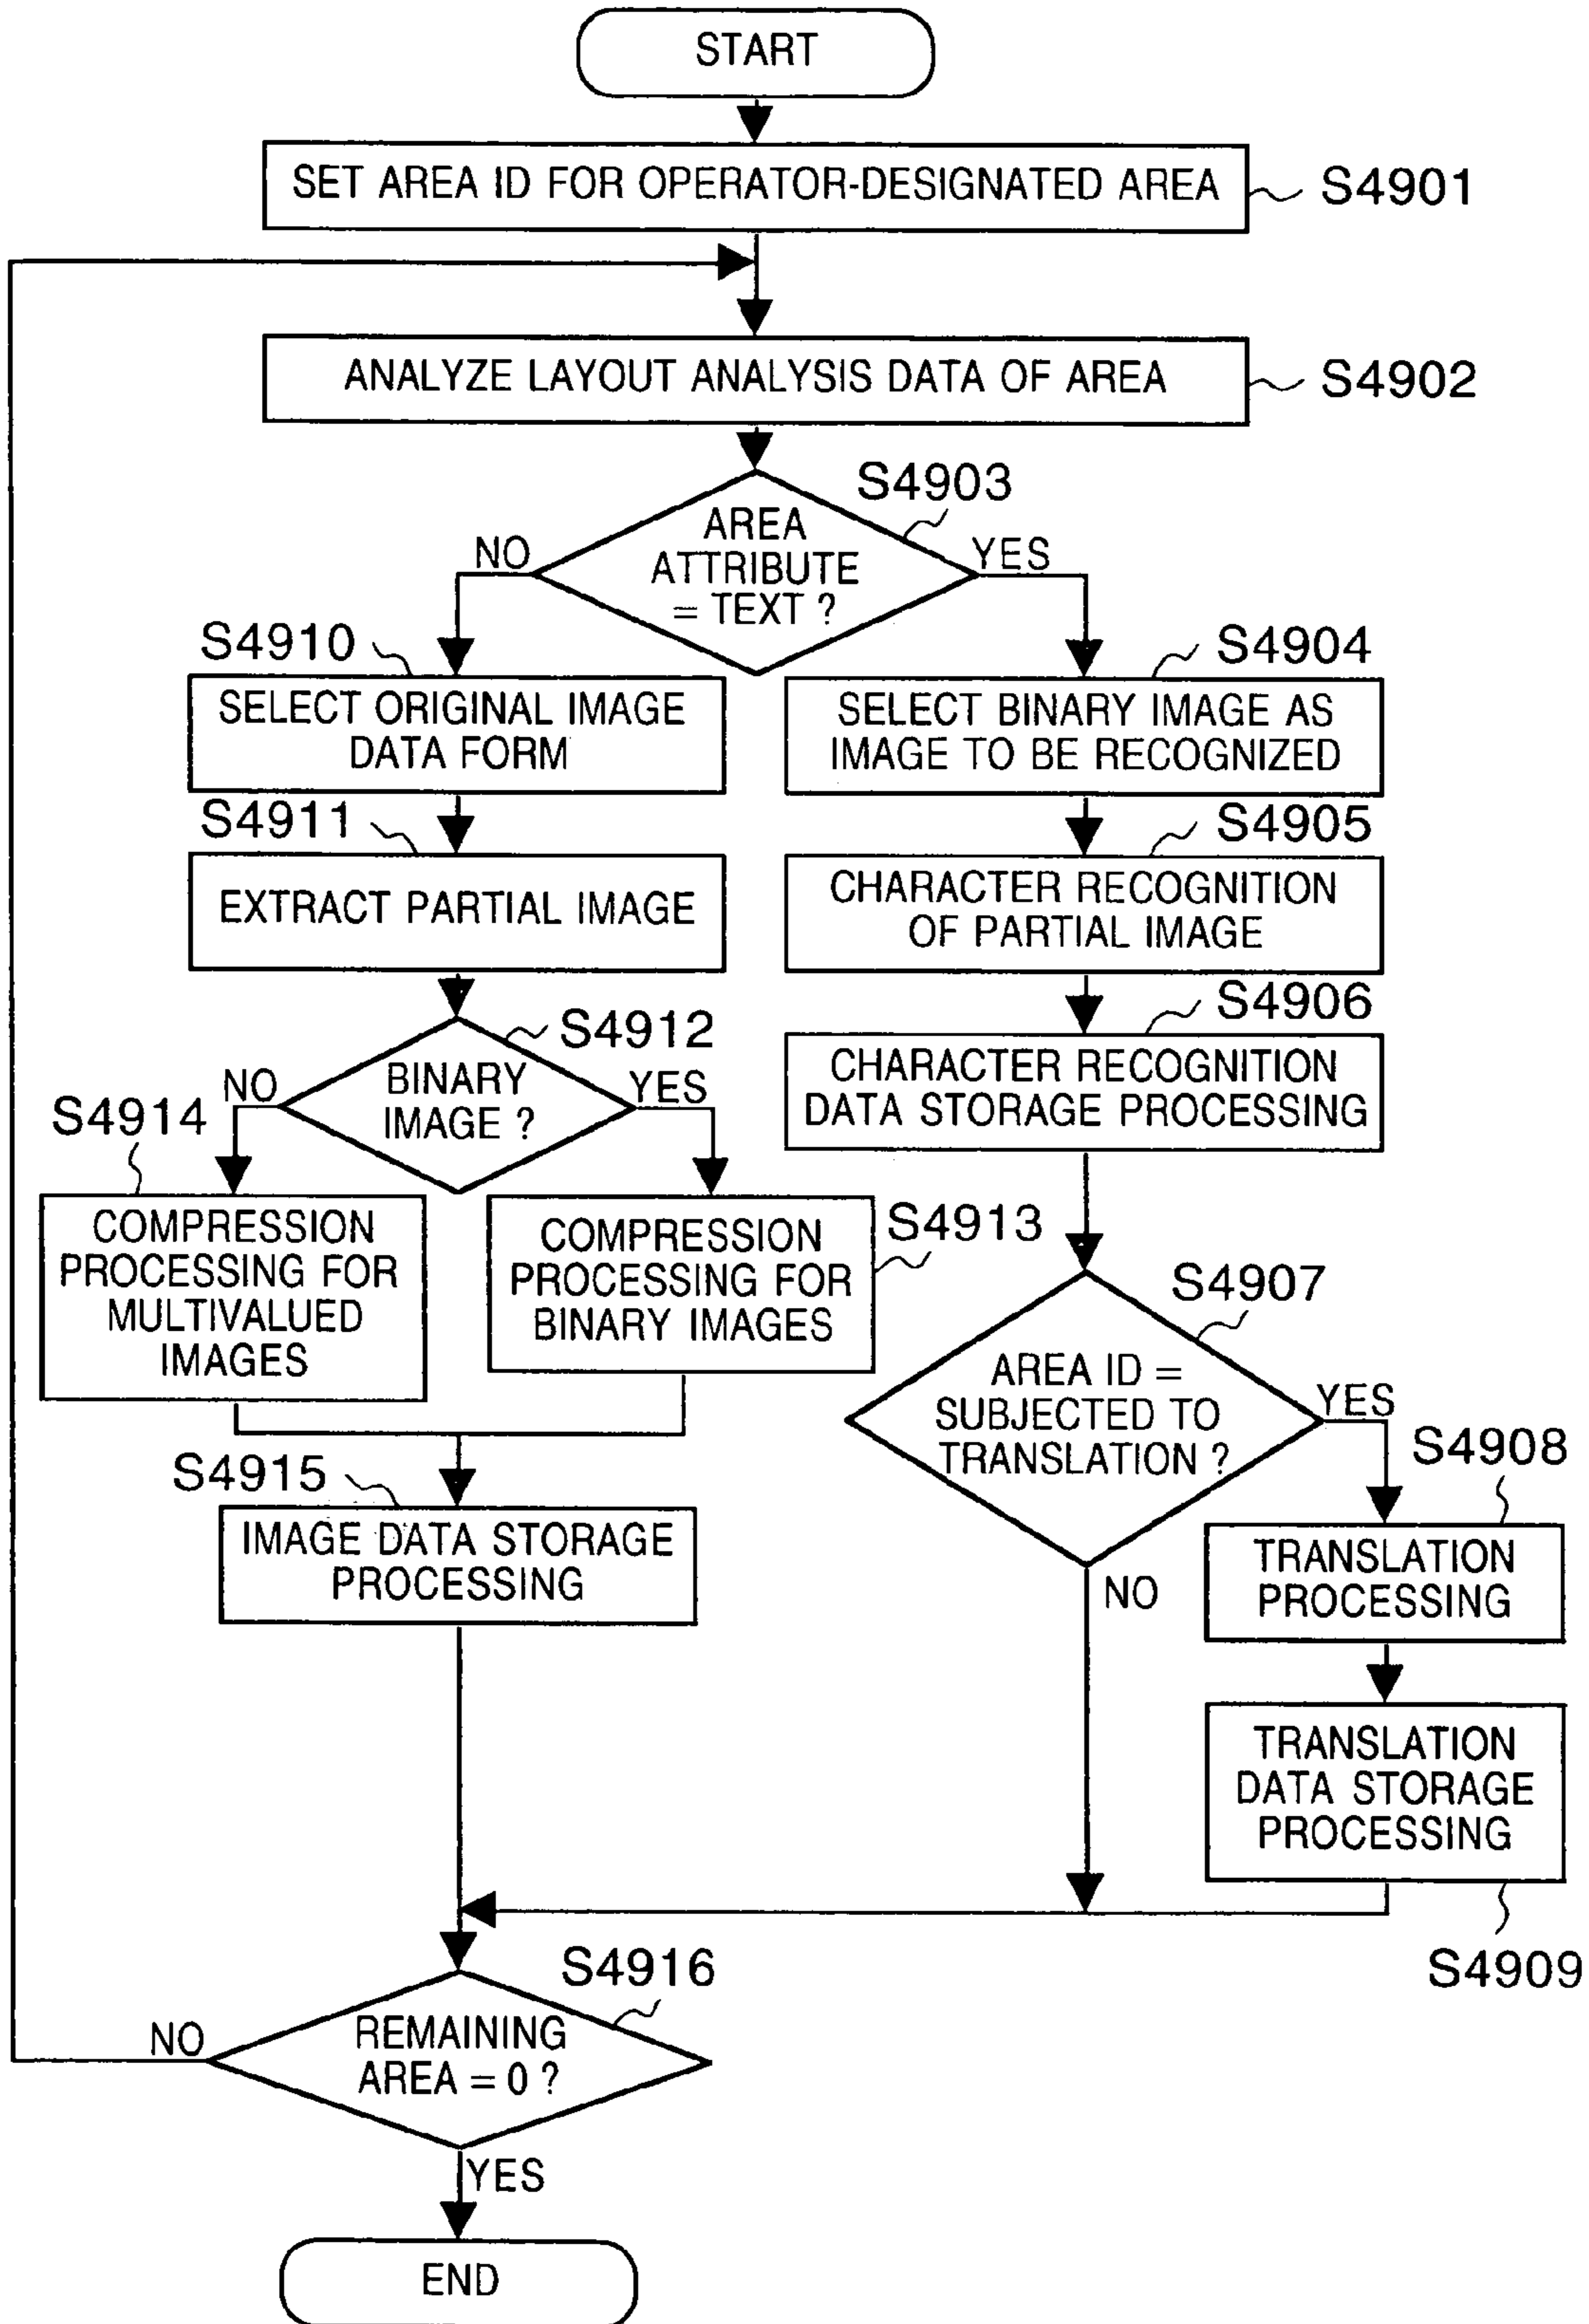 START
SET AREA ID FOR OPERATOR-DESIGNATED AREA
S4901
ANALYZE LAYOUT ANALYSIS DATA OF AREA
S4902
S4903
AREA
ATTRIBUTE
= TEXT ?
NO
YES
S4910
SELECT ORIGINAL IMAGE
DATA FORM
S4904
SELECT BINARY IMAGE AS
IMAGE TO BE RECOGNIZED
S4911
EXTRACT PARTIAL IMAGE
S4905
CHARACTER RECOGNITION
OF PARTIAL IMAGE
S4906
CHARACTER RECOGNITION
DATA STORAGE PROCESSING
S4912
BINARY
IMAGE ?
NO
YES
S4914
COMPRESSION
PROCESSING FOR
MULTIVALUED
IMAGES
S4913
COMPRESSION
PROCESSING FOR
BINARY IMAGES
S4907
AREA ID =
SUBJECTED TO
TRANSLATION ?
YES
NO
S4908
TRANSLATION
PROCESSING
S4915
IMAGE DATA STORAGE
PROCESSING
TRANSLATION
DATA STORAGE
PROCESSING
S4909
S4916
REMAINING
AREA = 0 ?
NO
YES
END